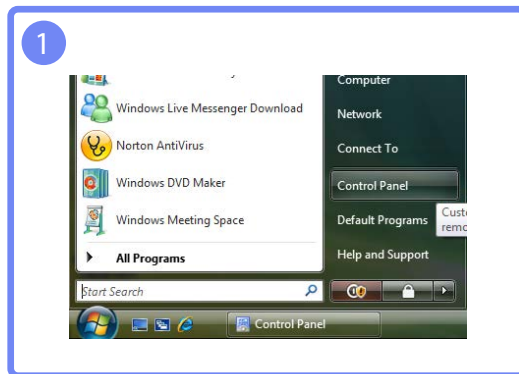 1
Computer
Windows Live Messenger Download
Network
Norton AntiVirus
Connect To
Windows DVD Maker
Control Panel
Windows Meeting Space
Default Programs
All Programs
Help and Support
Start Search
Control Panel